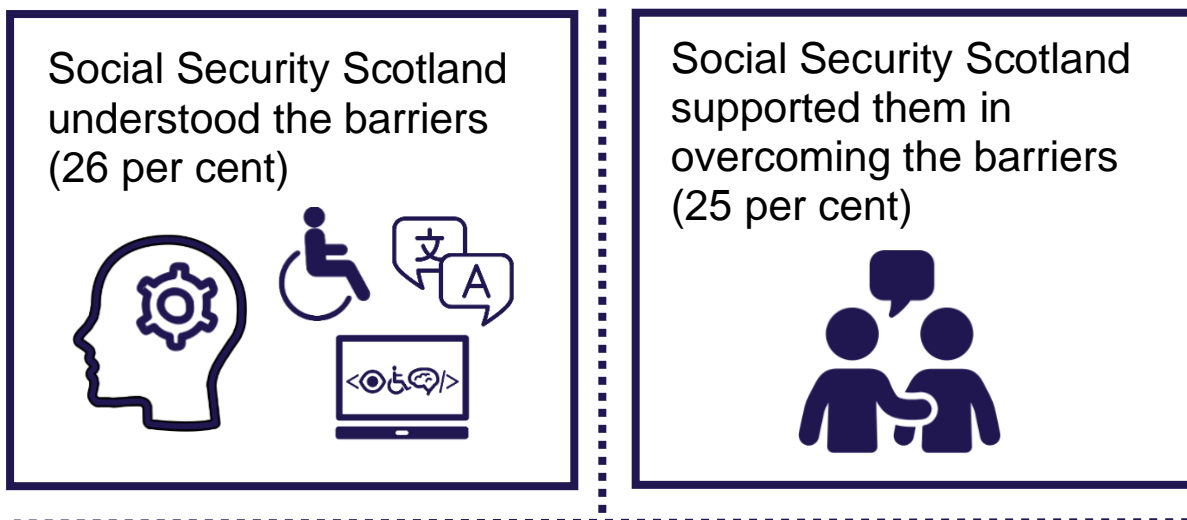 Social Security Scotland
understood the barriers
(26 per cent)
文
A
< />
Social Security Scotland
supported them in
overcoming the barriers
(25 per cent)